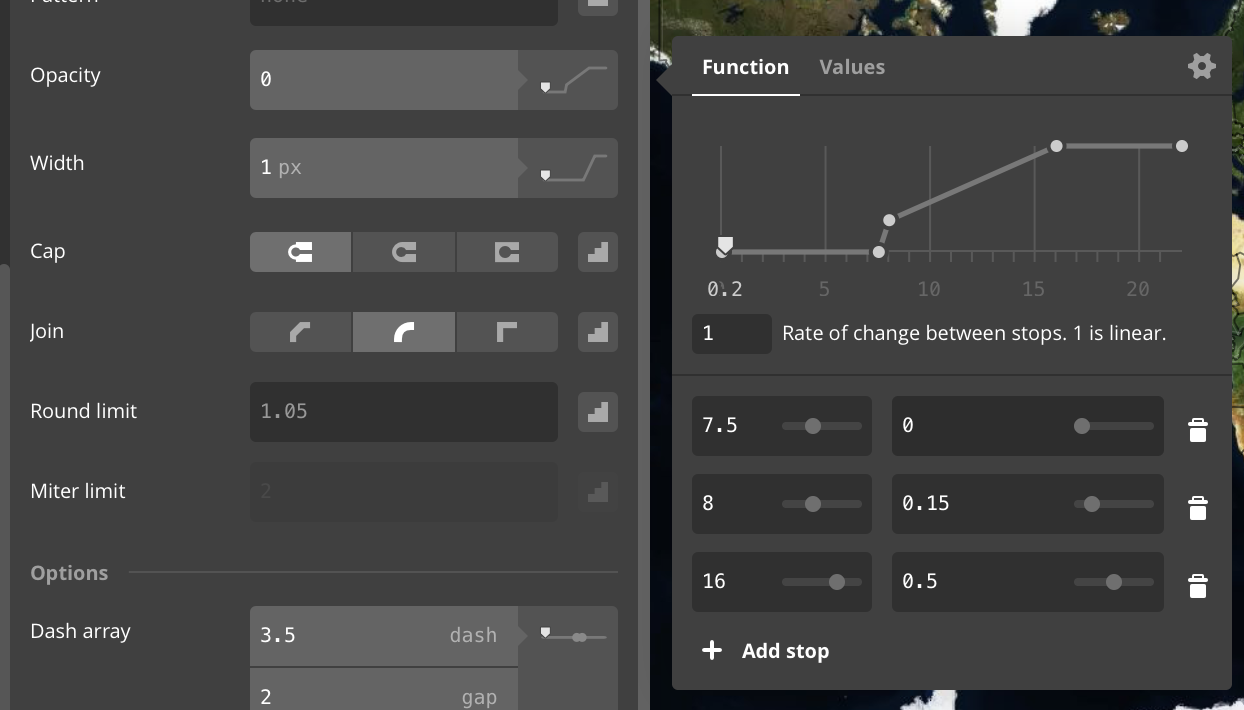 Pattern
none
Opacity
0
Width
1 px
Cap
Join
Round limit
1.05
Miter limit
2
Options
Dash array
3.5 dash
2 gap
Function Values
0.2 5 10 15 20
1 Rate of change between stops. 1 is linear.
7.5 0
8 0.15
16 0.5
Add stop